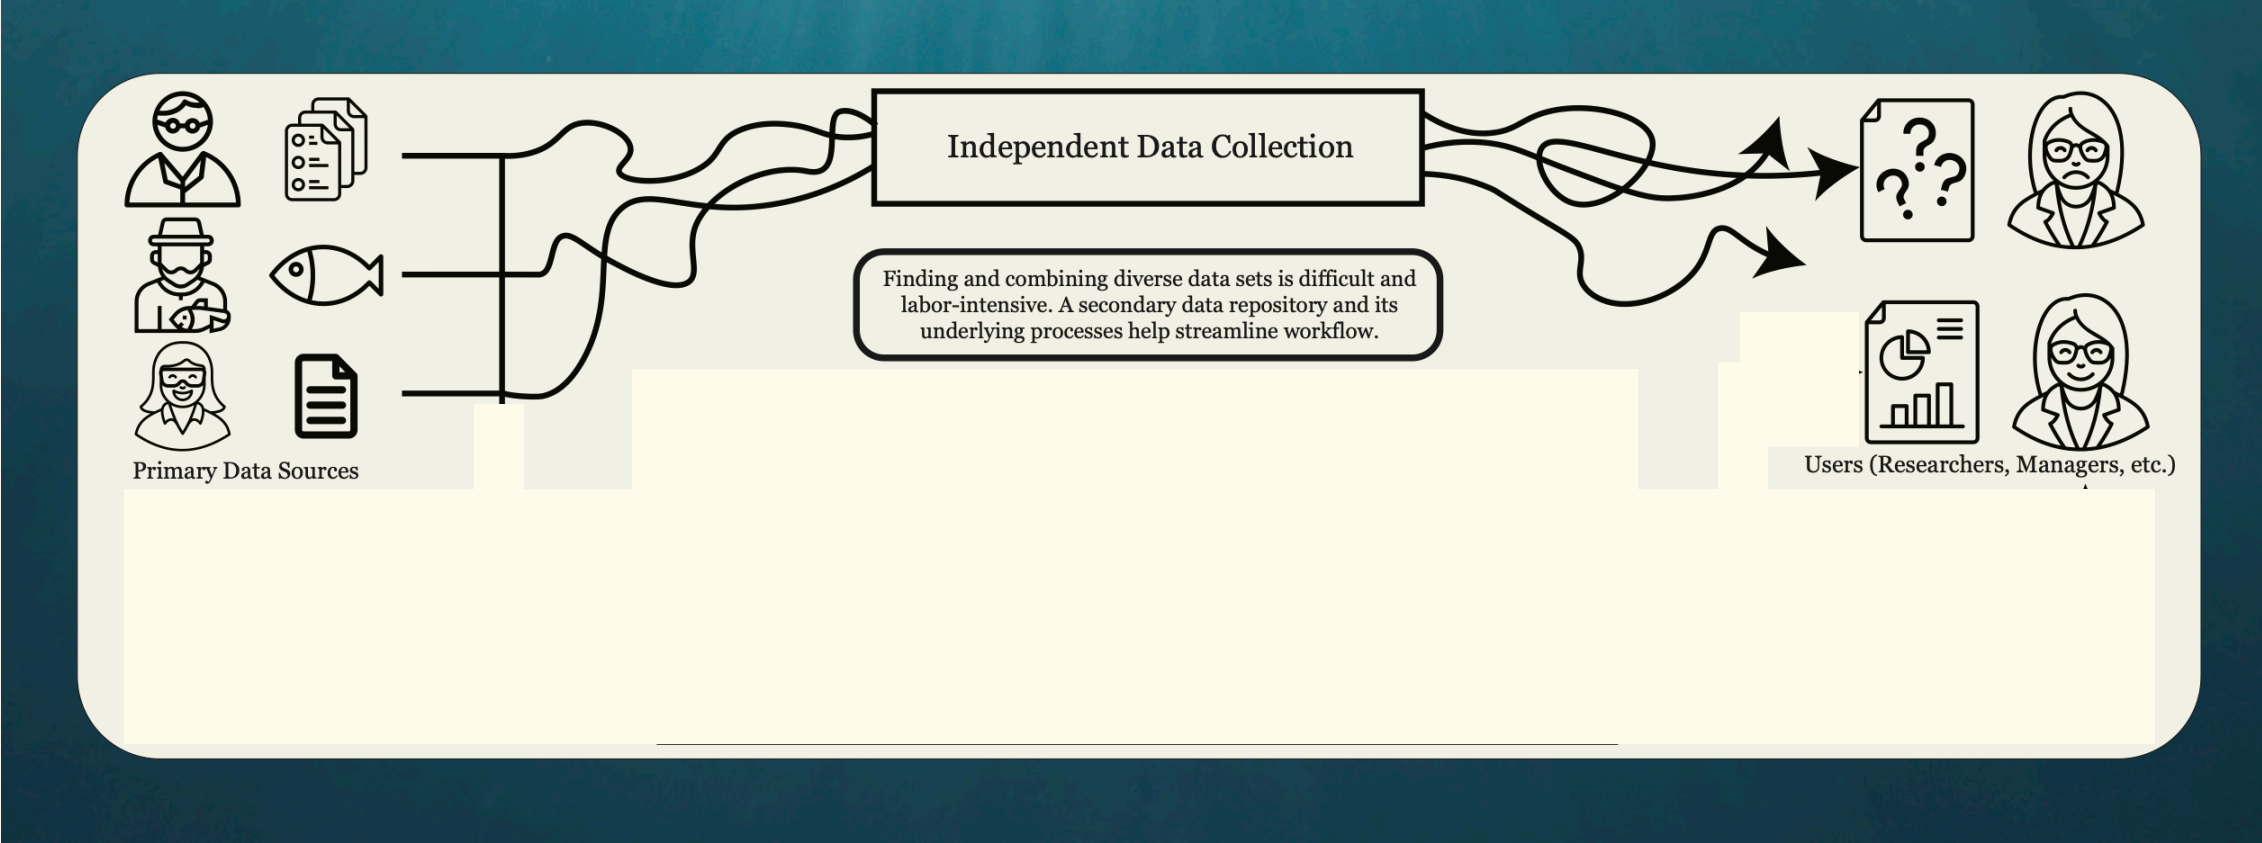 Independent Data Collection
? ? ?
Finding and combining diverse data sets is difficult and
labor-intensive. A secondary data repository and its
underlying processes help streamline workflow.
Primary Data Sources
Users (Researchers, Managers, etc.)